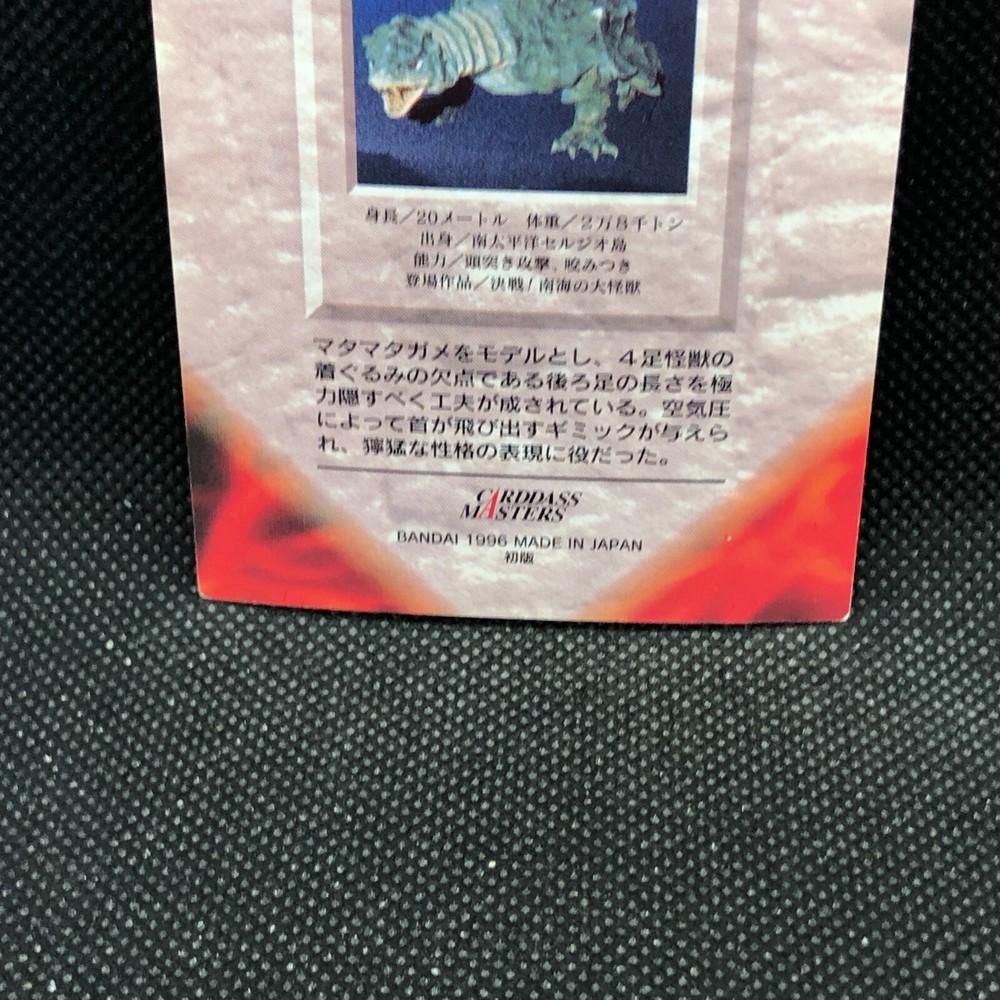 身長/20メートル 体重/2万8千トン
出身/南太平洋セルジオ島
能力/頭突き攻撃、咬みつき
登場作品/決戦!南海の大怪獣
マタマタガメをモデルとし、4足怪獣の
着ぐるみの欠点である後ろ足の長さを極
力隠すべく工夫が成されている。空気圧
によって首が飛び出すギミックが与えら
れ、獰猛な性格の表現に役だった。
CARDDASS
MASTERS
BANDAI 1996 MADE IN JAPAN
初版